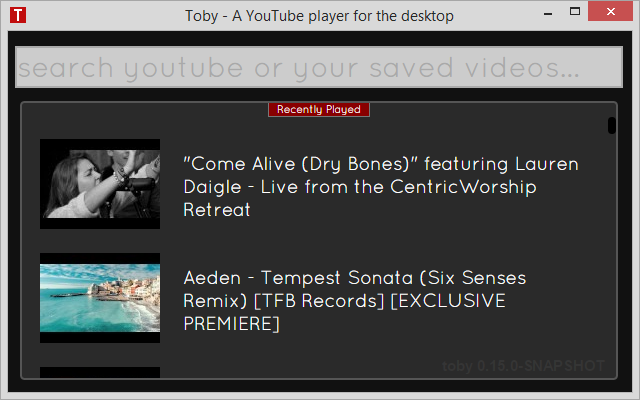 T
Toby - A YouTube player for the desktop
search youtube or your saved videos...
Recently Played
"Come Alive (Dry Bones)" featuring Lauren
Daigle - Live from the CentricWorship
Retreat
Aeden - Tempest Sonata (Six Senses
Remix) [TFB Records] [EXCLUSIVE
PREMIERE]
toby 0.15.0-SNAPSHOT